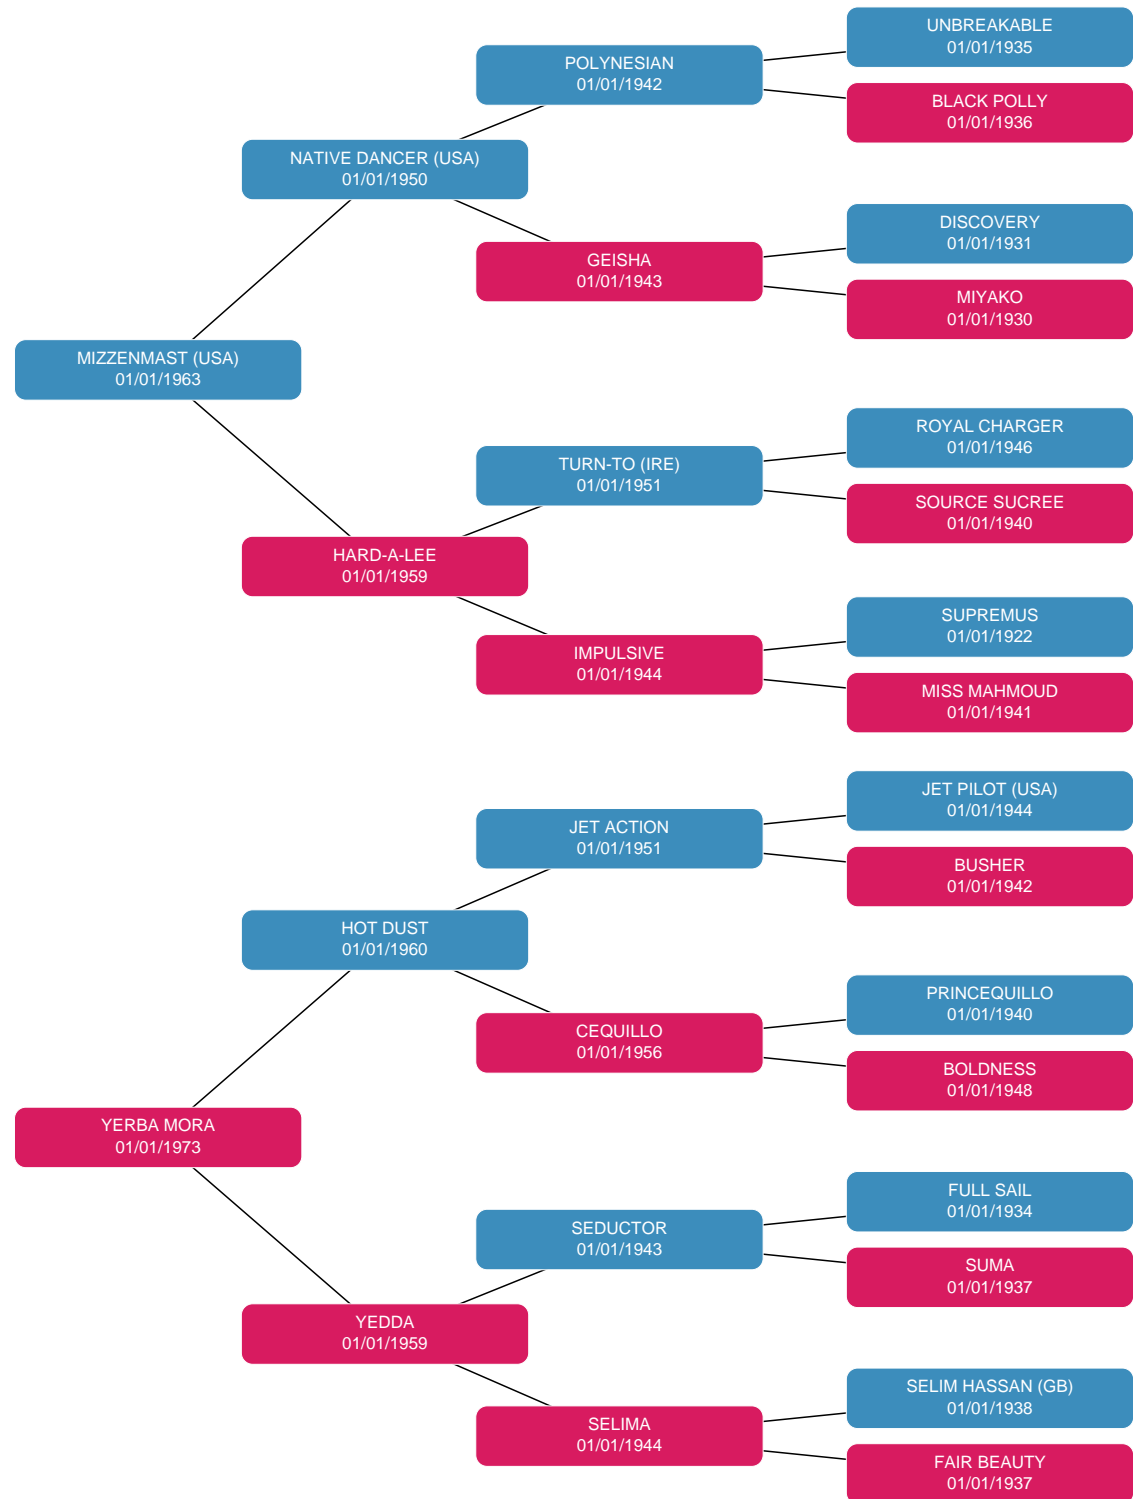 UNBREAKABLE
01/01/1935
POLYNESIAN
01/01/1942
BLACK POLLY
01/01/1936
NATIVE DANCER (USA)
01/01/1950
DISCOVERY
01/01/1931
GEISHA
01/01/1943
MIYAKO
01/01/1930
MIZZENMAST (USA)
01/01/1963
ROYAL CHARGER
01/01/1946
TURN-TO (IRE)
01/01/1951
SOURCE SUCREE
01/01/1940
HARD-A-LEE
01/01/1959
SUPREMUS
01/01/1922
IMPULSIVE
01/01/1944
MISS MAHMOUD
01/01/1941
JET PILOT (USA)
01/01/1944
JET ACTION
01/01/1951
BUSHER
01/01/1942
HOT DUST
01/01/1960
PRINCEQUILLO
01/01/1940
CEQUILLO
01/01/1956
BOLDNESS
01/01/1948
YERBA MORA
01/01/1973
FULL SAIL
01/01/1934
SEDUCTOR
01/01/1943
SUMA
01/01/1937
YEDDA
01/01/1959
SELIM HASSAN (GB)
01/01/1938
SELIMA
01/01/1944
FAIR BEAUTY
01/01/1937